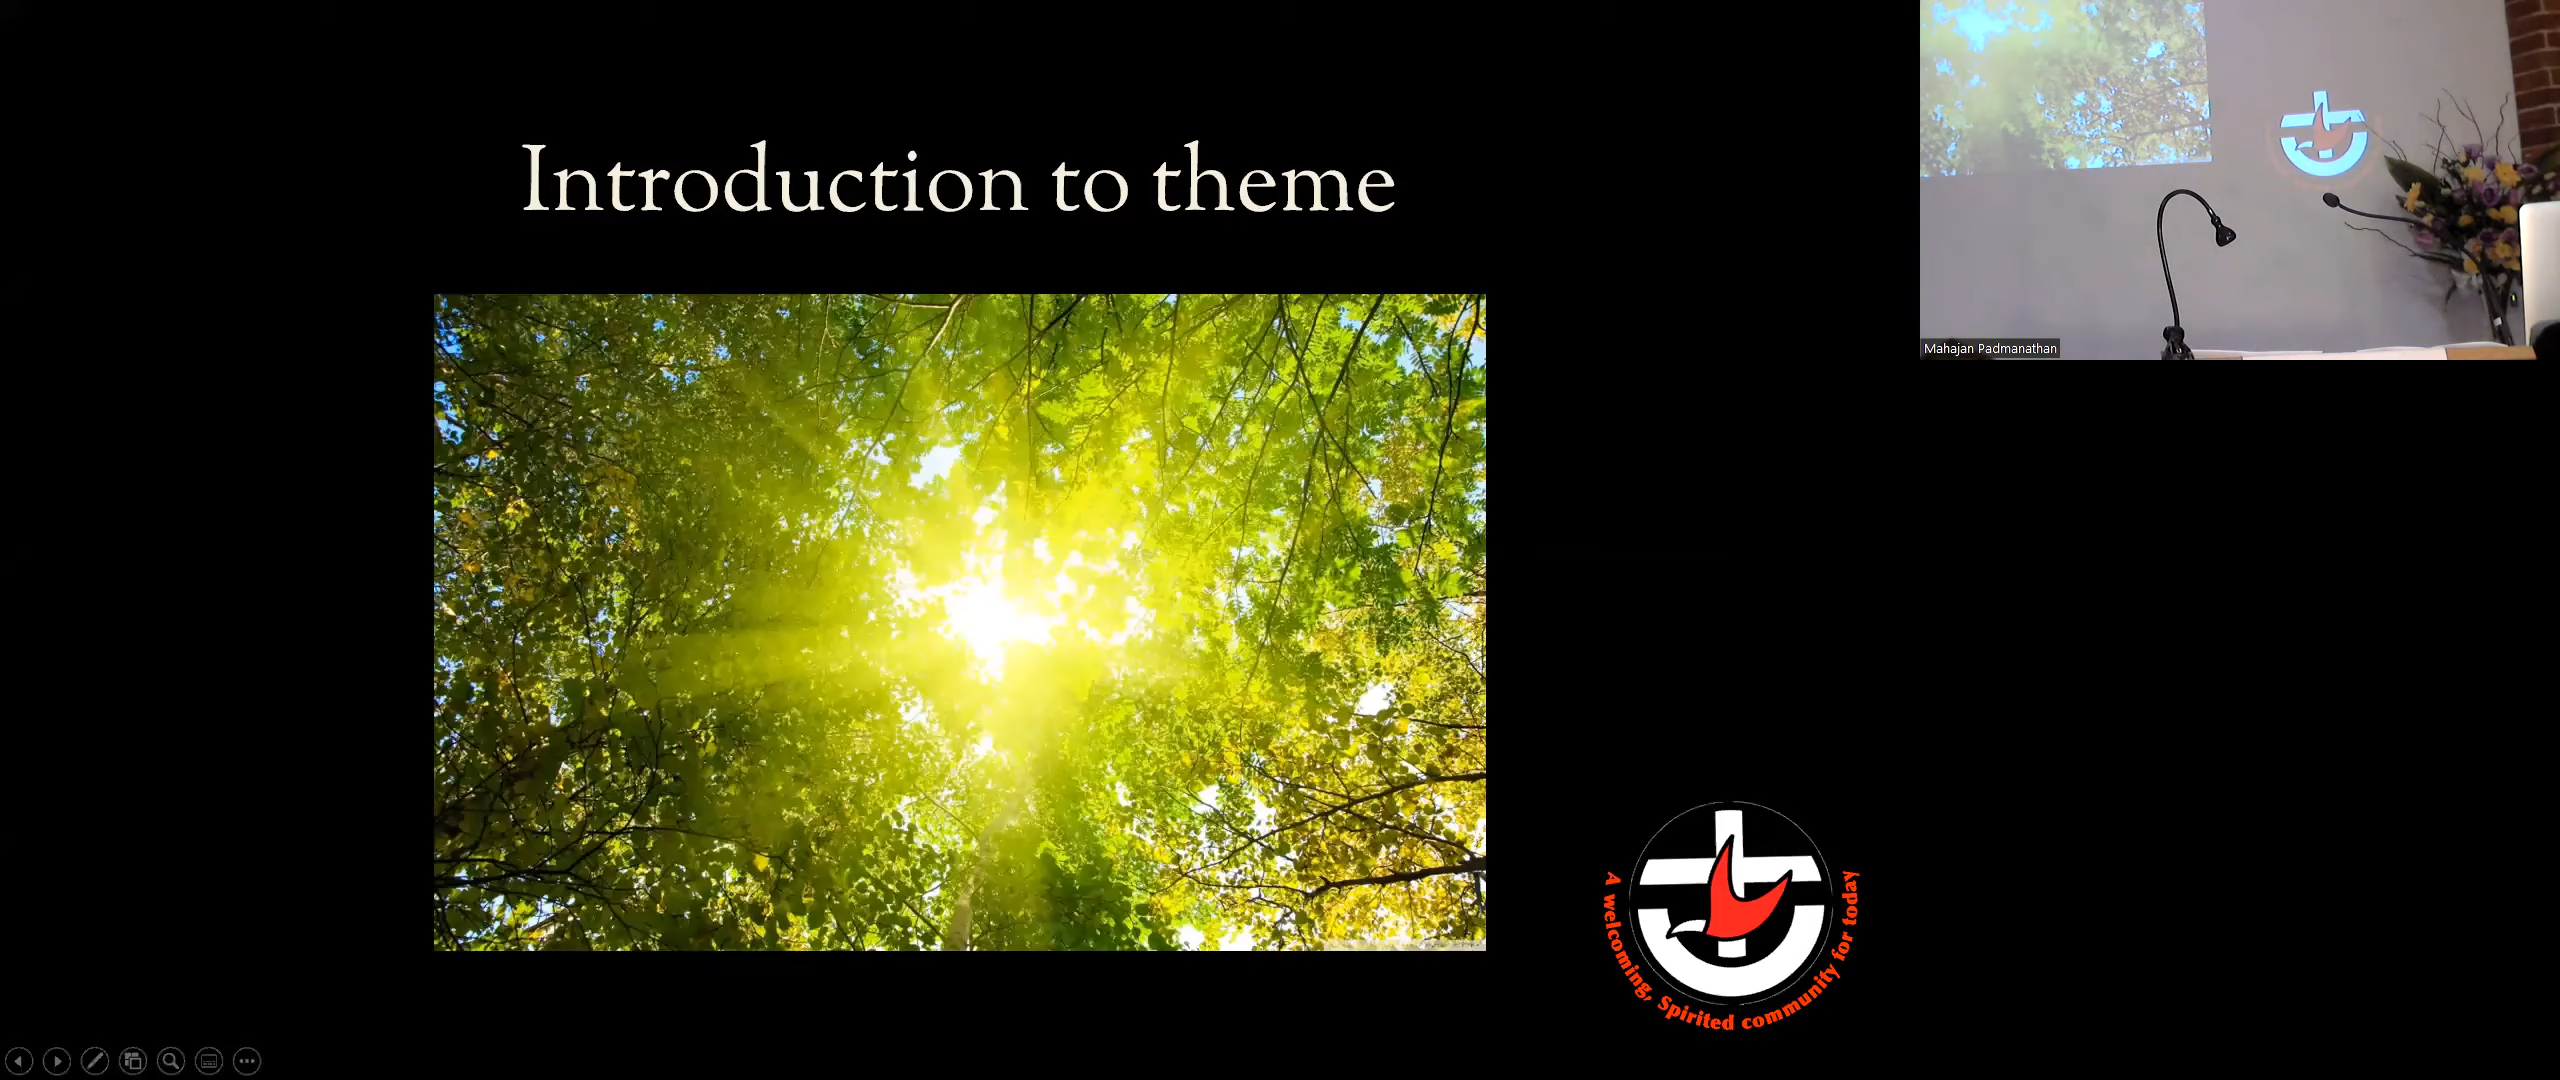 Introduction to theme
Mahajan Padmanathan
A welcoming, Spirited community for today